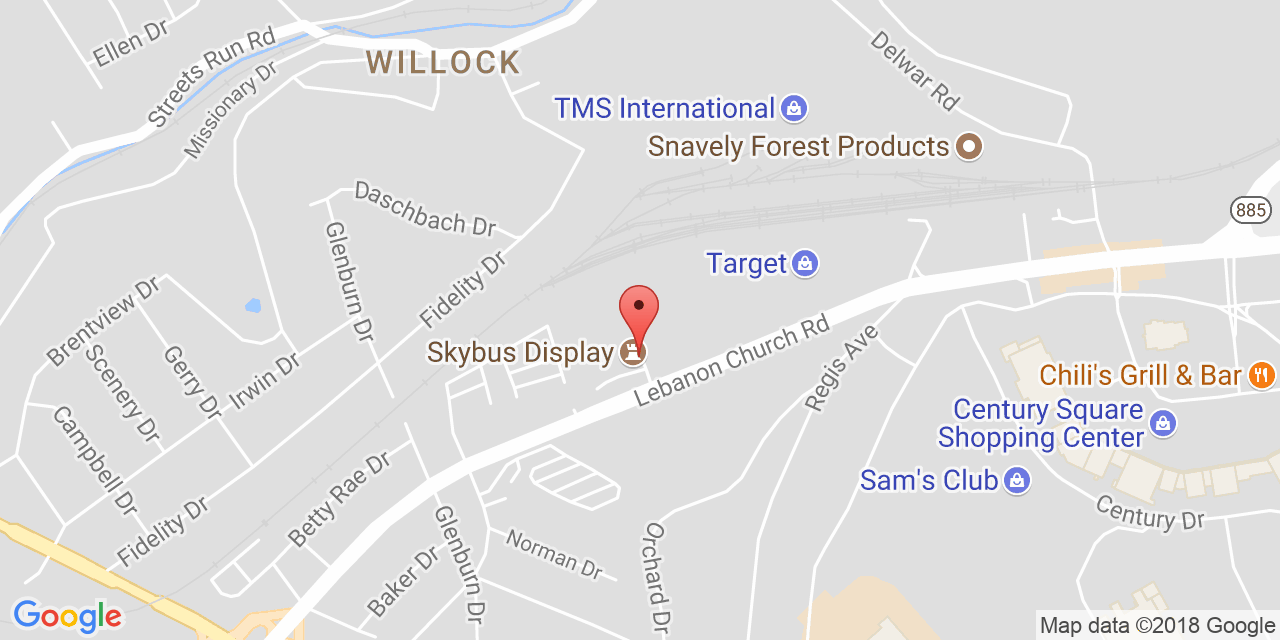 Ellen Dr
Streets Run Rd
Missionary Dr
WILLOCK
Delwar Rd
TMS International
Snavely Forest Products
885
Daschbach Dr
Glenburn Dr
Fidelity Dr
Target
Brentview Dr
Scenery Dr
Gerry Dr
Irwin Dr
Skybus Display
Lebanon Church Rd
Regis Ave
Chili's Grill & Bar
Century Square
Shopping Center
Campbell Dr
Sam's Club
Betty Rae Dr
Fidelity Dr
Century Dr
Glenburn Dr
Norman Dr
Orchard Dr
Baker Dr
Google
Map data ©2018 Google